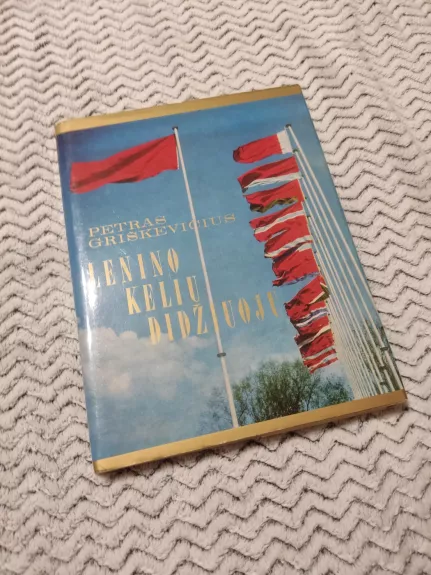 PETRAS
GRIŠKEVIČIUS
LENINO
KELIU
DIDŽIUOJU